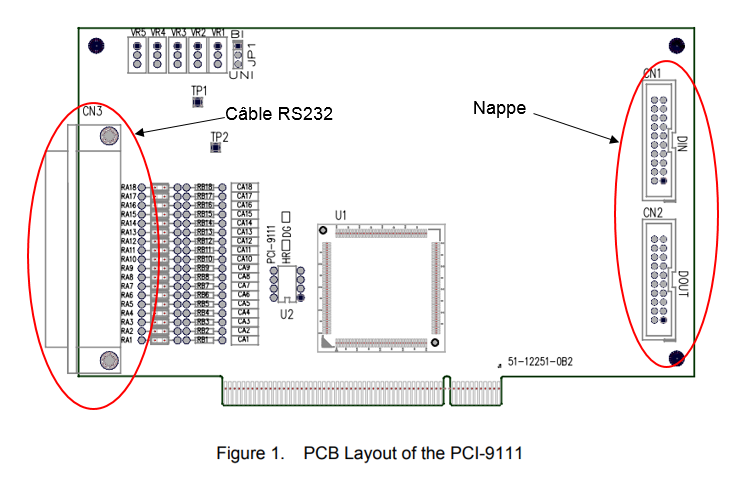 VR5 VR4 VR3 VR2 VR1 BI
JP1
UNI
TP1
CN3
Câble RS232
Nappe
CN1
TP2
DIN
RA18 RB18 CA18
RA17 RB17 CA17
RA16 RB16 CA16
RA15 RB15 CA15
RA14 RB14 CA14
RA13 RB13 CA13
RA12 RB12 CA12
RA11 RB11 CA11
RA10 RB10 CA10
RA9 RB9 CA9
RA8 RB8 CA8
RA7 RB7 CA7
RA6 RB6 CA6
RA5 RB5 CA5
RA4 RB4 CA4
RA3 RB3 CA3
RA2 RB2 CA2
RA1 RB1 CA1
PCI-9111
HR DG
U2
U1
CN2
DOUT
51-12251-0B2
Figure 1. PCB Layout of the PCI-9111